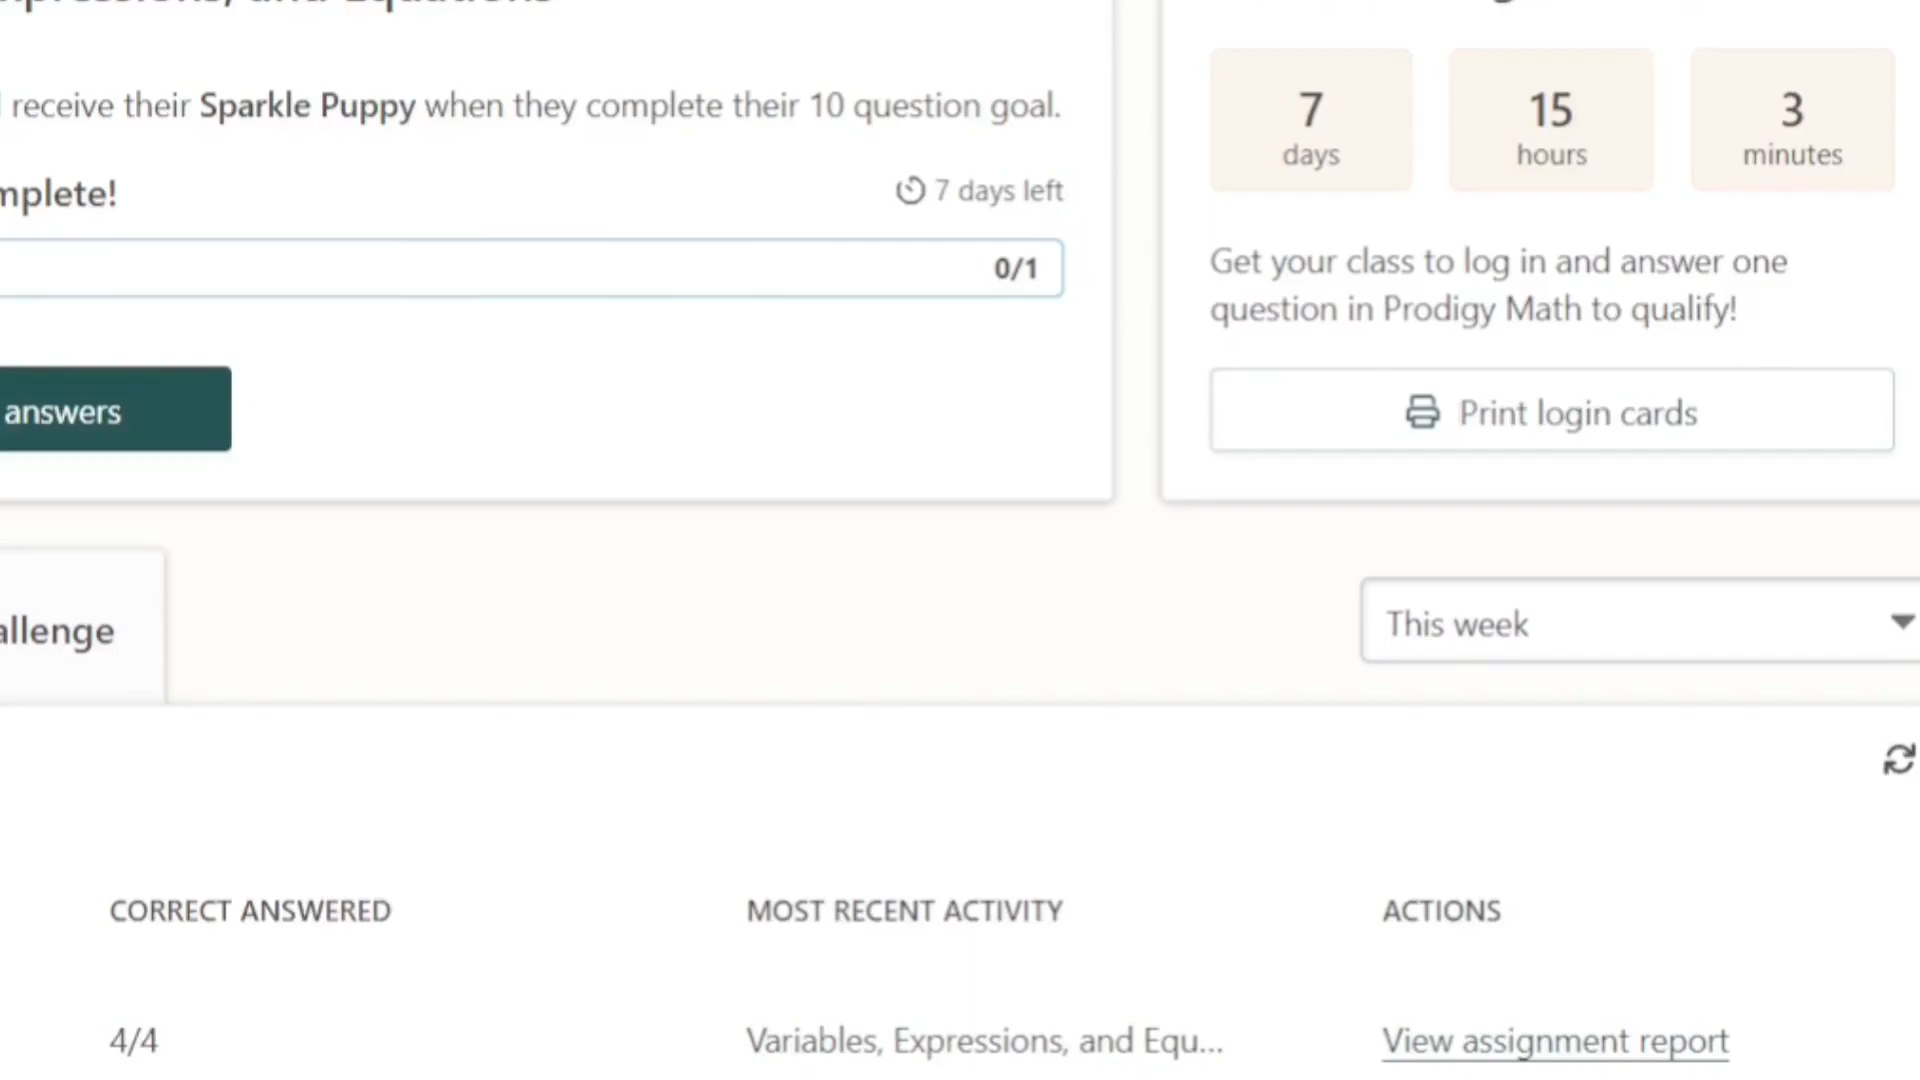 receive their Sparkle Puppy when they complete their 10 question goal.
mplete!
7 days left
0/1
answers
7
days
15
hours
3
minutes
Get your class to log in and answer one
question in Prodigy Math to qualify!
Print login cards
allenge
This week
CORRECT ANSWERED
MOST RECENT ACTIVITY
ACTIONS
4/4
Variables, Expressions, and Equ...
View assignment report